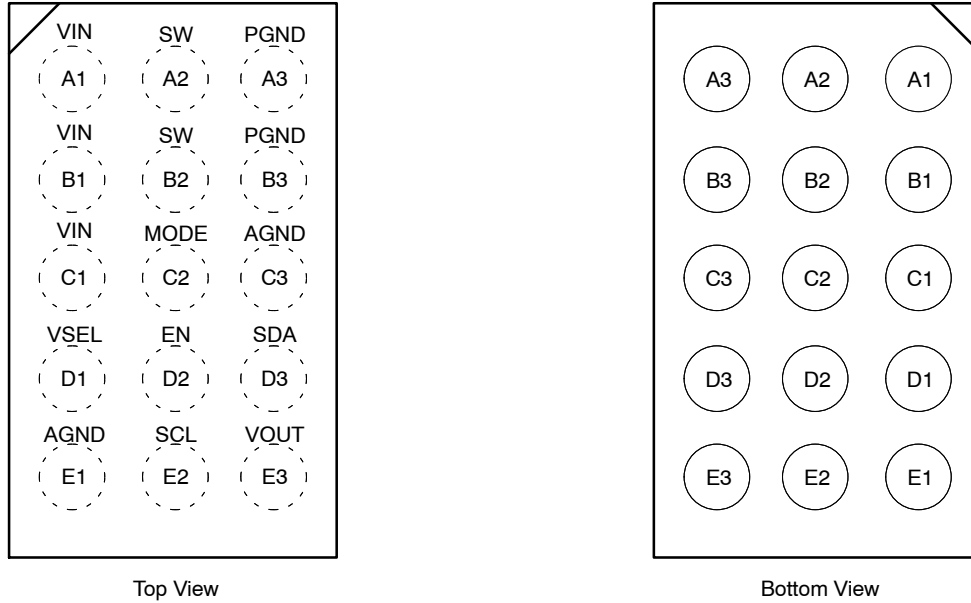 VIN SW PGND
A1 A2 A3 A3 A2 A1
VIN SW PGND
B1 B2 B3 B3 B2 B1
VIN MODE AGND
C1 C2 C3 C3 C2 C1
VSEL EN SDA
D1 D2 D3 D3 D2 D1
AGND SCL VOUT
E1 E2 E3 E3 E2 E1
Top View Bottom View